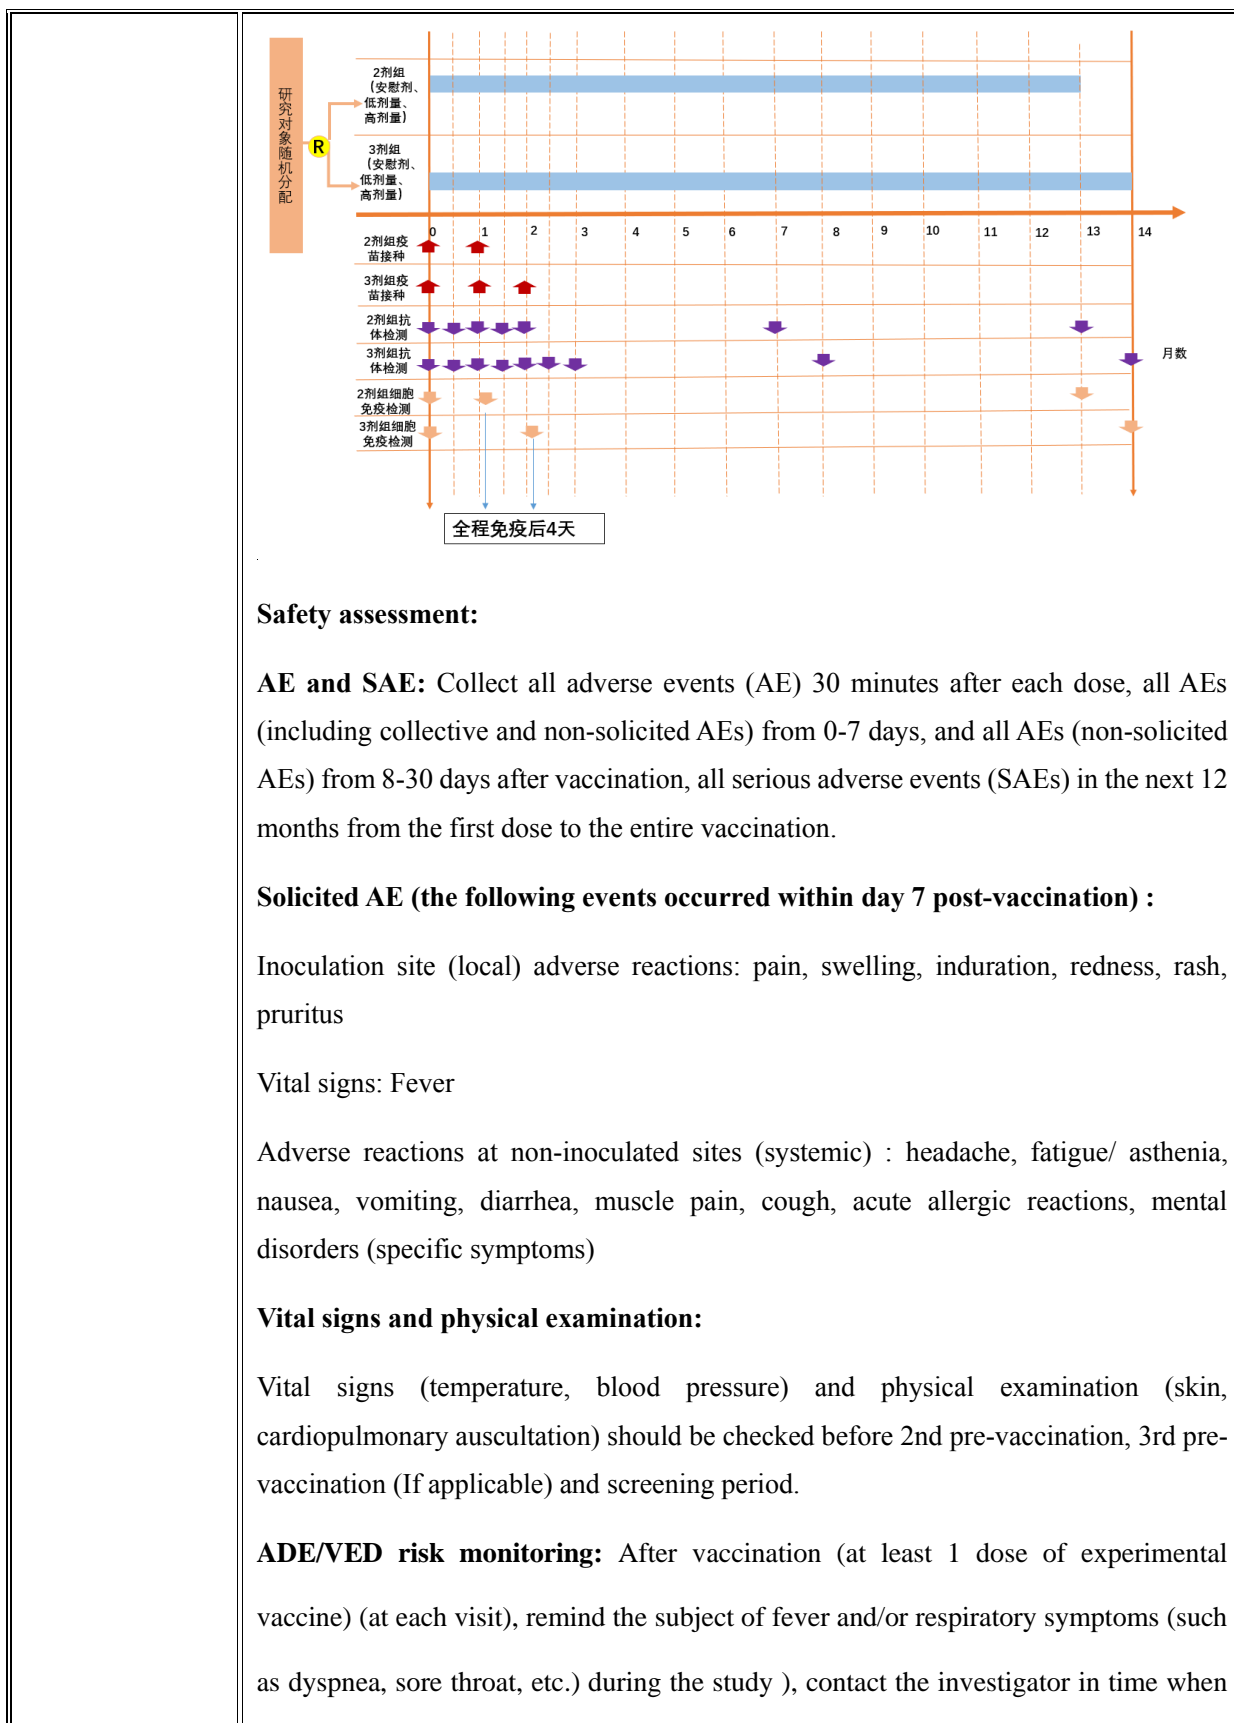 研究对象随机分配
R
2剂组
（安慰剂、
低剂量、
高剂量）
3剂组
（安慰剂、
低剂量、
高剂量）
0 1 2 3 4 5 6 7 8 9 10 11 12 13 14
2剂组疫
苗接种
3剂组疫
苗接种
2剂组抗
体检测
3剂组抗
体检测
月数
2剂组细胞
免疫检测
3剂组细胞
免疫检测
全程免疫后4天
Safety assessment:
AE and SAE: Collect all adverse events (AE) 30 minutes after each dose, all AEs
(including collective and non-solicited AEs) from 0-7 days, and all AEs (non-solicited
AEs) from 8-30 days after vaccination, all serious adverse events (SAEs) in the next 12
months from the first dose to the entire vaccination.
Solicited AE (the following events occurred within day 7 post-vaccination) :
Inoculation site (local) adverse reactions: pain, swelling, induration, redness, rash,
pruritus
Vital signs: Fever
Adverse reactions at non-inoculated sites (systemic) : headache, fatigue/ asthenia,
nausea, vomiting, diarrhea, muscle pain, cough, acute allergic reactions, mental
disorders (specific symptoms)
Vital signs and physical examination:
Vital signs (temperature, blood pressure) and physical examination (skin,
cardiopulmonary auscultation) should be checked before 2nd pre-vaccination, 3rd pre-
vaccination (If applicable) and screening period.
ADE/VED risk monitoring: After vaccination (at least 1 dose of experimental
vaccine) (at each visit), remind the subject of fever and/or respiratory symptoms (such
as dyspnea, sore throat, etc.) during the study ), contact the investigator in time when